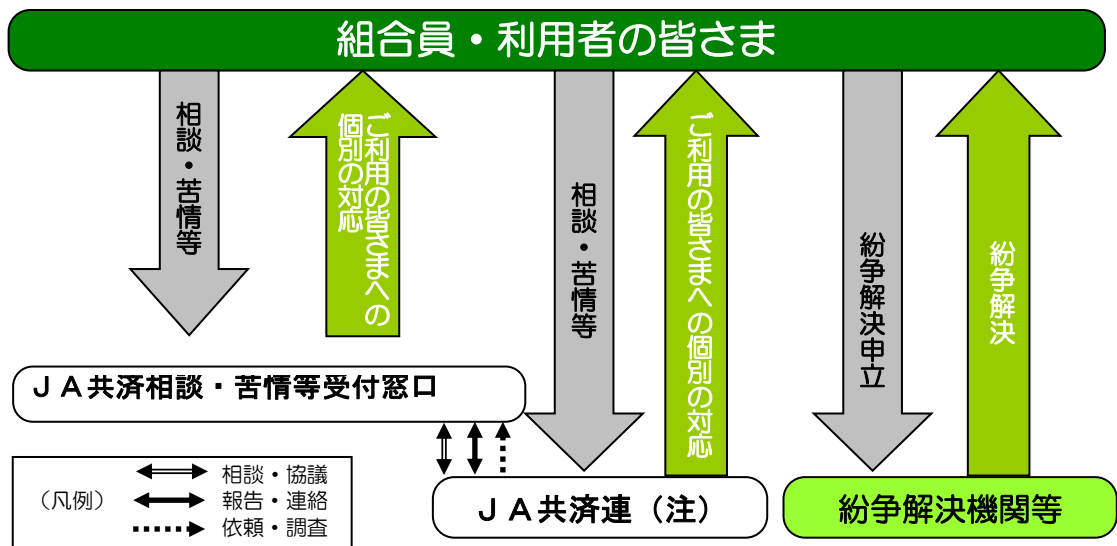 組合員・利用者の皆さま
相談・苦情等
ご利用の皆さまへの
個別の対応
相談・苦情等
ご利用の皆さまへの個別の対応
紛争解決申立
紛争解決
ＪＡ共済相談・苦情等受付窓口
ＪＡ共済連（注）
紛争解決機関等
（凡例）
相談・協議
報告・連絡
依頼・調査